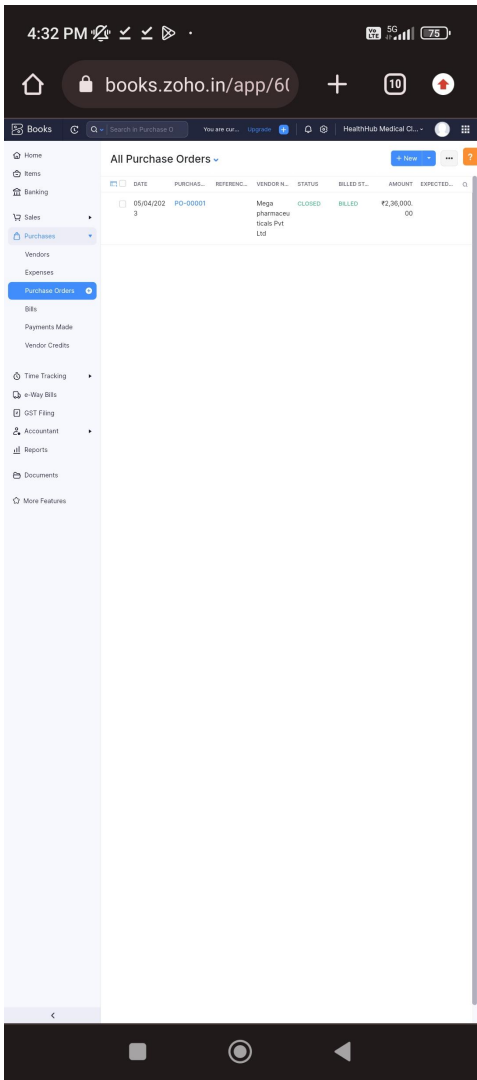 4:32 PM
Vo LTE 5G 75
books.zoho.in/app/6(
10
Books
Search in Purchase O
You are cur...
Upgrade
HealthHub Medical Cl...
Home
Items
Banking
Sales
Purchases
Vendors
Expenses
Purchase Orders
Bills
Payments Made
Vendor Credits
Time Tracking
e-Way Bills
GST Filing
Accountant
Reports
Documents
More Features
All Purchase Orders
+ New
?
DATE PURCHAS... REFERENC... VENDOR N... STATUS BILLED ST... AMOUNT EXPECTED...
05/04/202 PO-00001 Mega CLOSED BILLED ₹2,36,000.
3 pharmaceu 00
ticals Pvt
Ltd